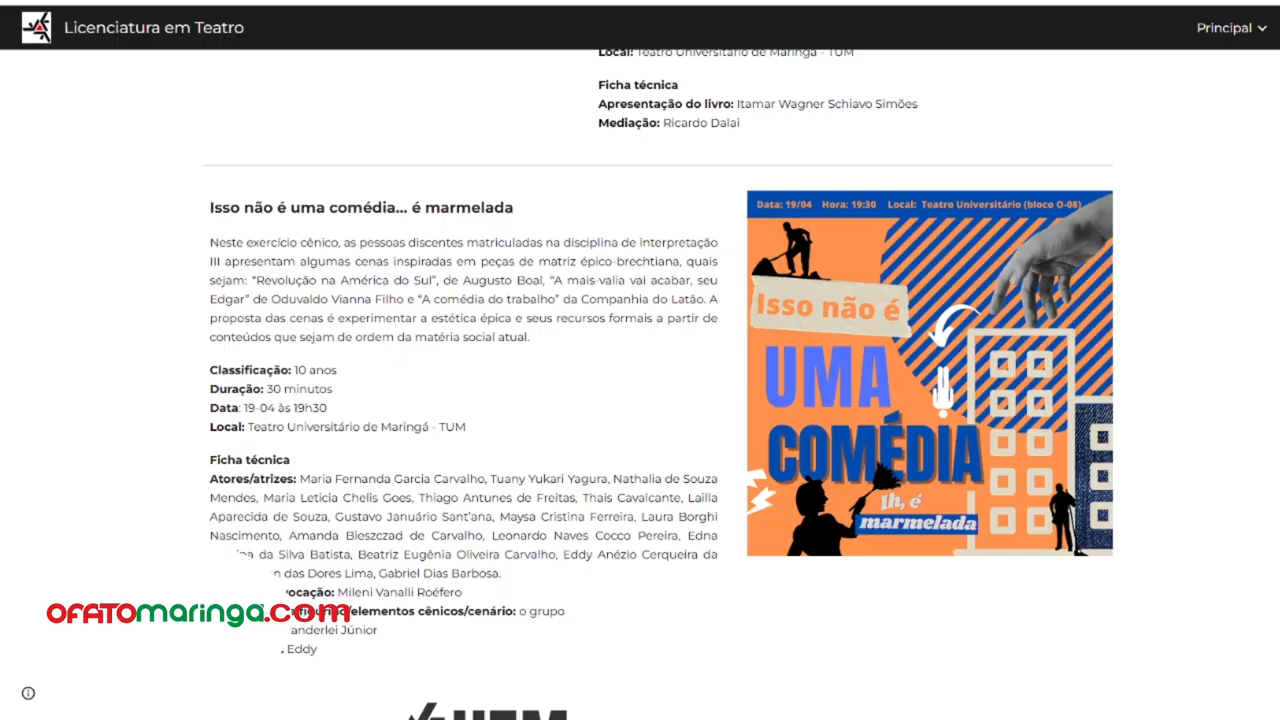 Licenciatura em Teatro
Principal
Local: Teatro Universitário de Maringá - TUM
Ficha técnica
Apresentação do livro: Itamar Wagner Schiavo Simões
Mediação: Ricardo Dalai
Isso não é uma comédia... é marmelada
Neste exercício cênico, as pessoas discentes matriculadas na disciplina de interpretação
III apresentam algumas cenas inspiradas em peças de matriz épico-brechtiana, quais
sejam: “Revolução na América do Sul”, de Augusto Boal, “A mais-valia vai acabar, seu
Edgar” de Oduvaldo Vianna Filho e “A comédia do trabalho” da Companhia do Latão. A
proposta das cenas é experimentar a estética épica e seus recursos formais a partir de
conteúdos que sejam de ordem da matéria social atual.
Classificação: 10 anos
Duração: 30 minutos
Data: 19-04 às 19h30
Local: Teatro Universitário de Maringá - TUM
Ficha técnica
Atores/atrizes: Maria Fernanda Garcia Carvalho, Tuany Yukari Yagura, Nathalia de Souza
Mendes, Maria Leticia Chelis Goes, Thiago Antunes de Freitas, Thais Cavalcante, Lailla
Aparecida de Souza, Gustavo Januário Sant’ana, Maysa Cristina Ferreira, Laura Borghi
Nascimento, Amanda Bieszczad de Carvalho, Leonardo Naves Cocco Pereira, Edna
da Silva Batista, Beatriz Eugênia Oliveira Carvalho, Eddy Anézio Cerqueira da
das Dores Lima, Gabriel Dias Barbosa.
Mileni Vanalli Roéfero
/elementos cênicos/cenário: o grupo
anderlei Júnior
Eddy
OFATOmaringa.com
Data: 19/04 Hora: 19:30 Local: Teatro Universitário (bloco O-08)
Isso não é
UMA
COMÉDIA
Ih, é
marmelada